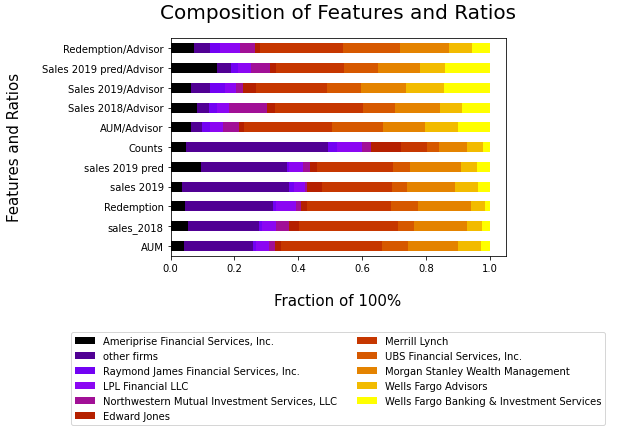 Composition of Features and Ratios
Features and Ratios
Redemption/Advisor
Sales 2019 pred/Advisor
Sales 2019/Advisor
Sales 2018/Advisor
AUM/Advisor
Counts
sales 2019 pred
sales 2019
Redemption
sales_2018
AUM
0.0 0.2 0.4 0.6 0.8 1.0
Fraction of 100%
Ameriprise Financial Services, Inc.
other firms
Raymond James Financial Services, Inc.
LPL Financial LLC
Northwestern Mutual Investment Services, LLC
Edward Jones
Merrill Lynch
UBS Financial Services, Inc.
Morgan Stanley Wealth Management
Wells Fargo Advisors
Wells Fargo Banking & Investment Services